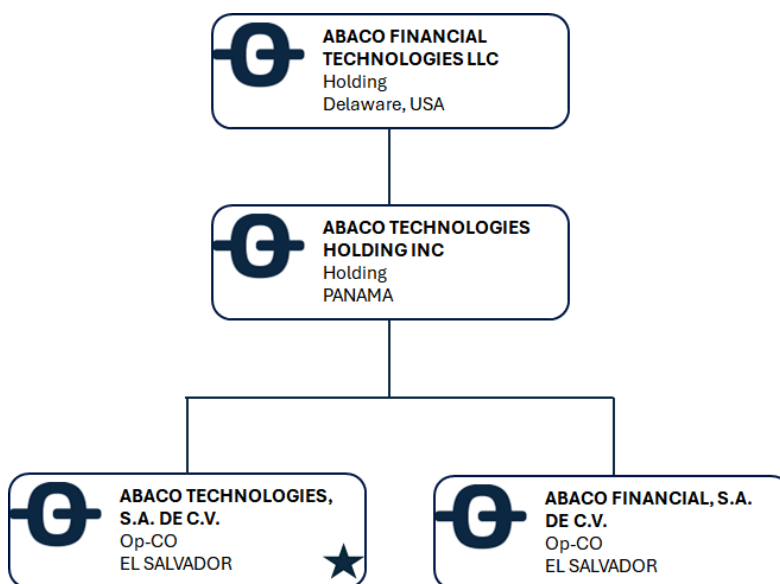 ABACO FINANCIAL
TECHNOLOGIES LLC
Holding
Delaware, USA
ABACO TECHNOLOGIES
HOLDING INC
Holding
PANAMA
ABACO TECHNOLOGIES,
S.A. DE C.V.
Op-CO
EL SALVADOR
ABACO FINANCIAL, S.A.
DE C.V.
Op-CO
EL SALVADOR